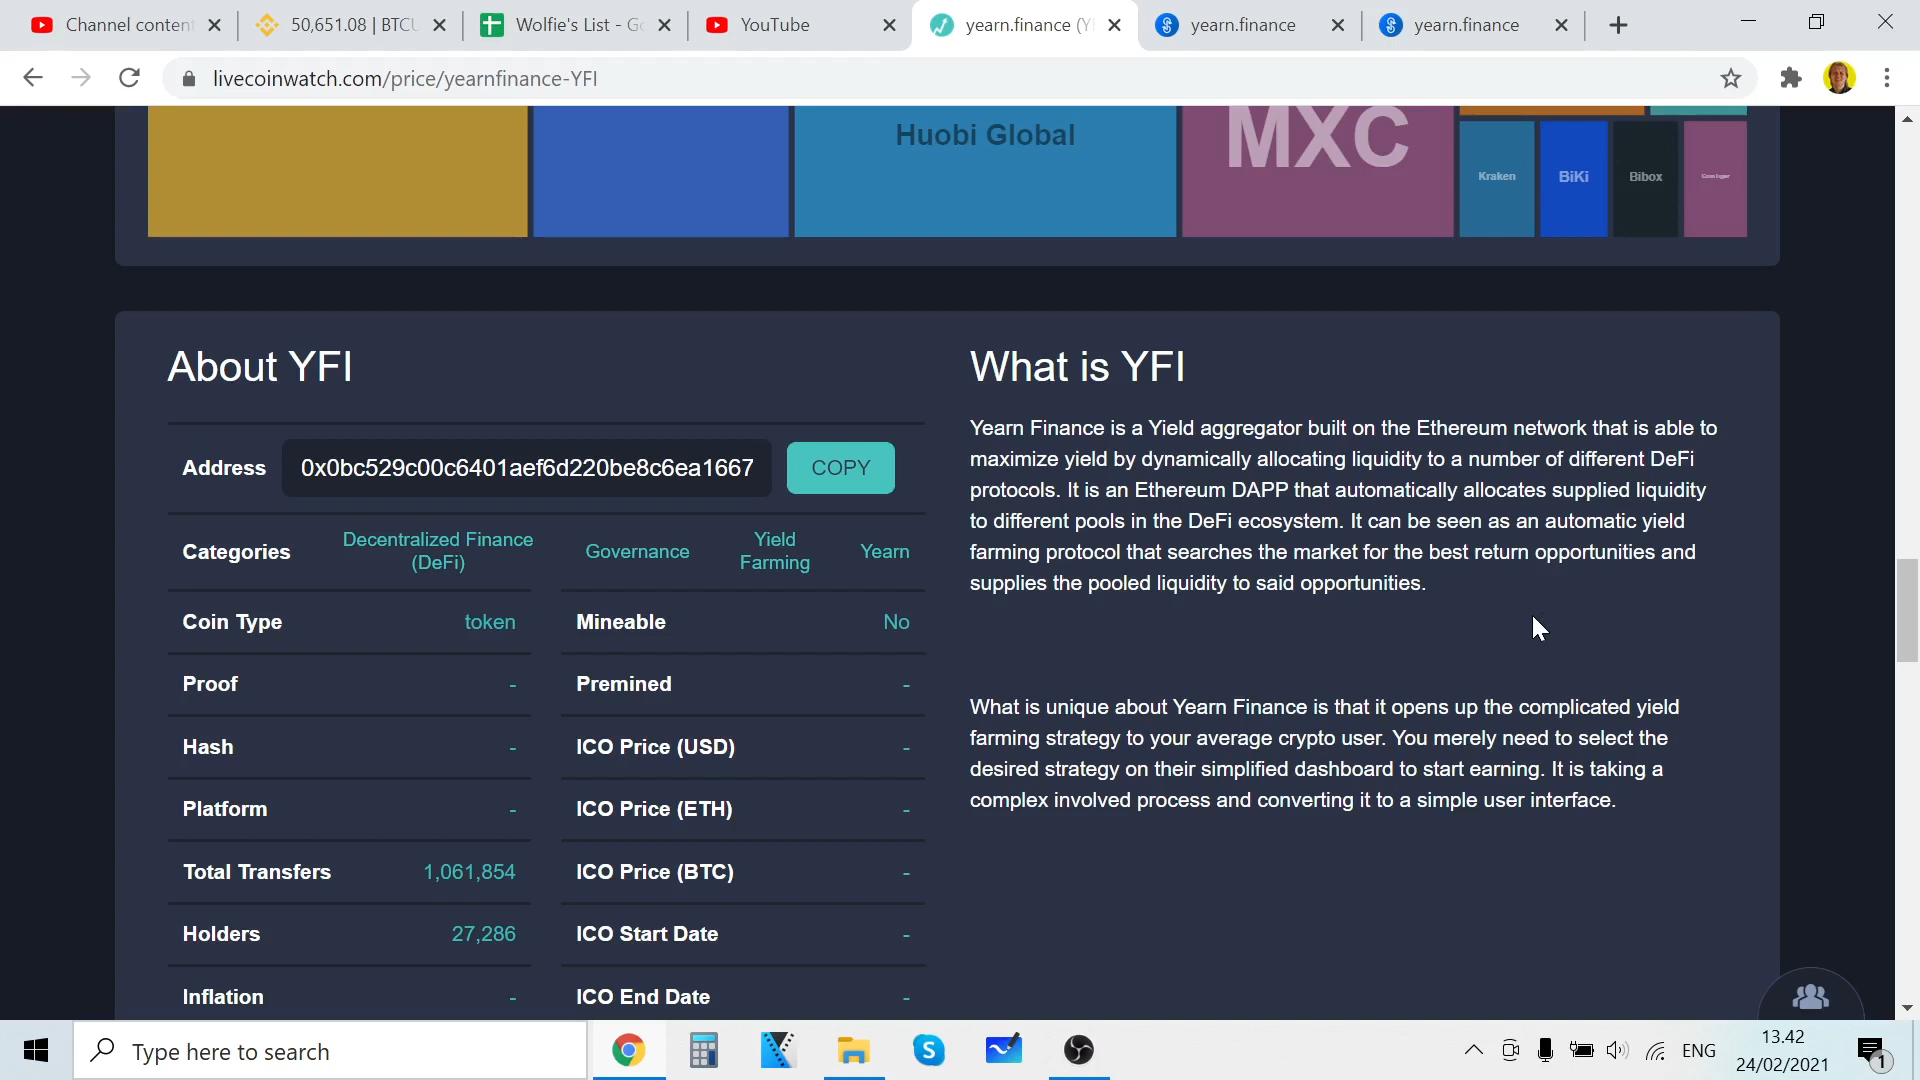 Channel content
50,651.08 | BTCU
Wolfie's List - Go
YouTube
yearn.finance (YF
yearn.finance
yearn.finance
livecoinwatch.com/price/yearnfinance-YFI
Huobi Global
MXC
Kraken
BiKi
Bibox
About YFI
Address
0x0bc529c00c6401aef6d220be8c6ea1667
COPY
Categories
Decentralized Finance
(DeFi)
Governance
Yield
Farming
Yearn
Coin Type
token
Mineable
No
Proof
-
Premined
-
Hash
-
ICO Price (USD)
-
Platform
-
ICO Price (ETH)
-
Total Transfers
1,061,854
ICO Price (BTC)
-
Holders
27,286
ICO Start Date
-
Inflation
-
ICO End Date
-
What is YFI
Yearn Finance is a Yield aggregator built on the Ethereum network that is able to
maximize yield by dynamically allocating liquidity to a number of different DeFi
protocols. It is an Ethereum DAPP that automatically allocates supplied liquidity
to different pools in the DeFi ecosystem. It can be seen as an automatic yield
farming protocol that searches the market for the best return opportunities and
supplies the pooled liquidity to said opportunities.
What is unique about Yearn Finance is that it opens up the complicated yield
farming strategy to your average crypto user. You merely need to select the
desired strategy on their simplified dashboard to start earning. It is taking a
complex involved process and converting it to a simple user interface.
Type here to search
ENG
13.42
24/02/2021
1